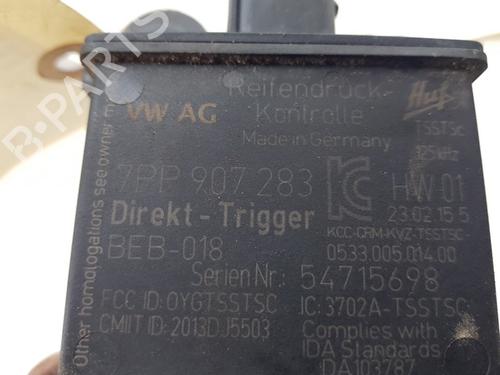 Reifendruck-
VW AG Kontrolle Huf
Made in Germany TSSTSc
125kHz
7PP 907 283 HW 01
Direkt - Trigger 23.02.15 5
BEB-018 KCC-CRM-KVZ-TSSTSC
0533.005.014.00
Serien Nr.: 54715698
FCC ID: OYGTSSTSC IC: 3702A-TSSTSC
CMIIT ID: 2013DJ5503 Complies with
IDA Standards
DA103787
Other homologations see owner
B-PARTS